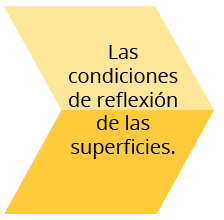 Las
condiciones
de reflexión
de las
superficies.